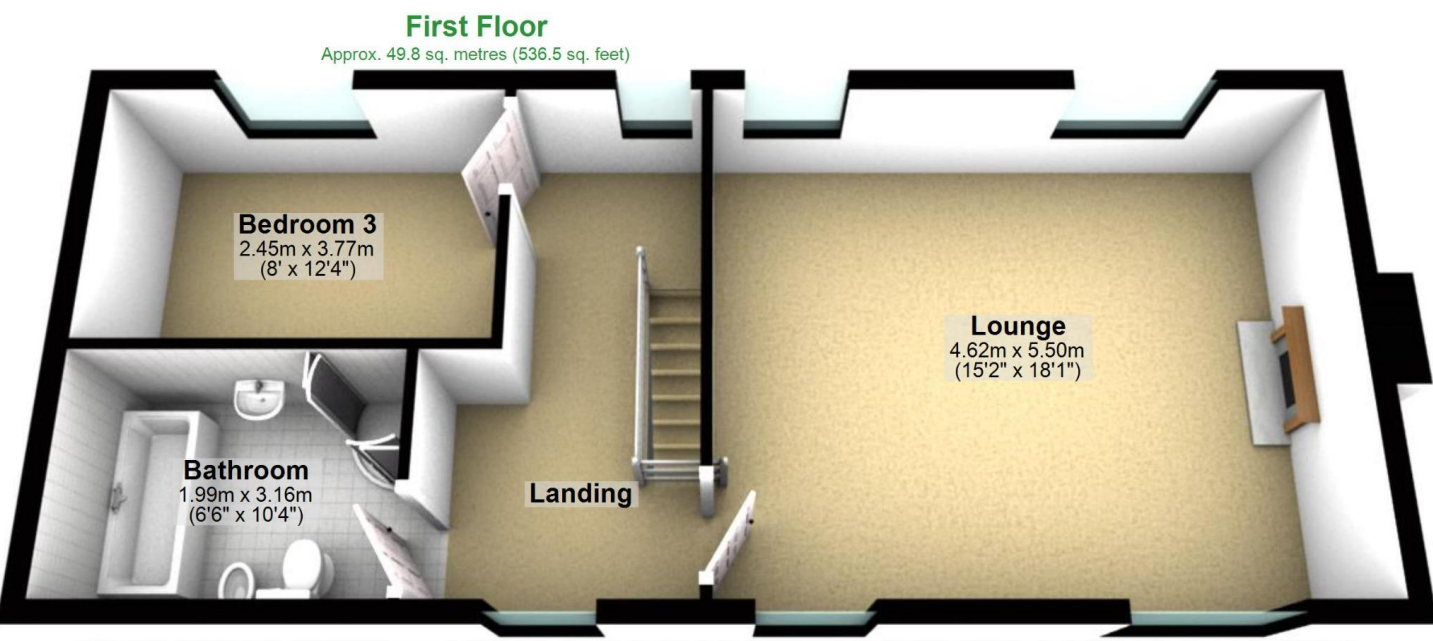 First Floor
Approx. 49.8 sq. metres (536.5 sq. feet)
Bedroom 3
2.45m x 3.77m
(8' x 12'4")
Lounge
4.62m x 5.50m
(15'2" x 18'1")
Bathroom
1.99m x 3.16m
(6'6" x 10'4")
Landing